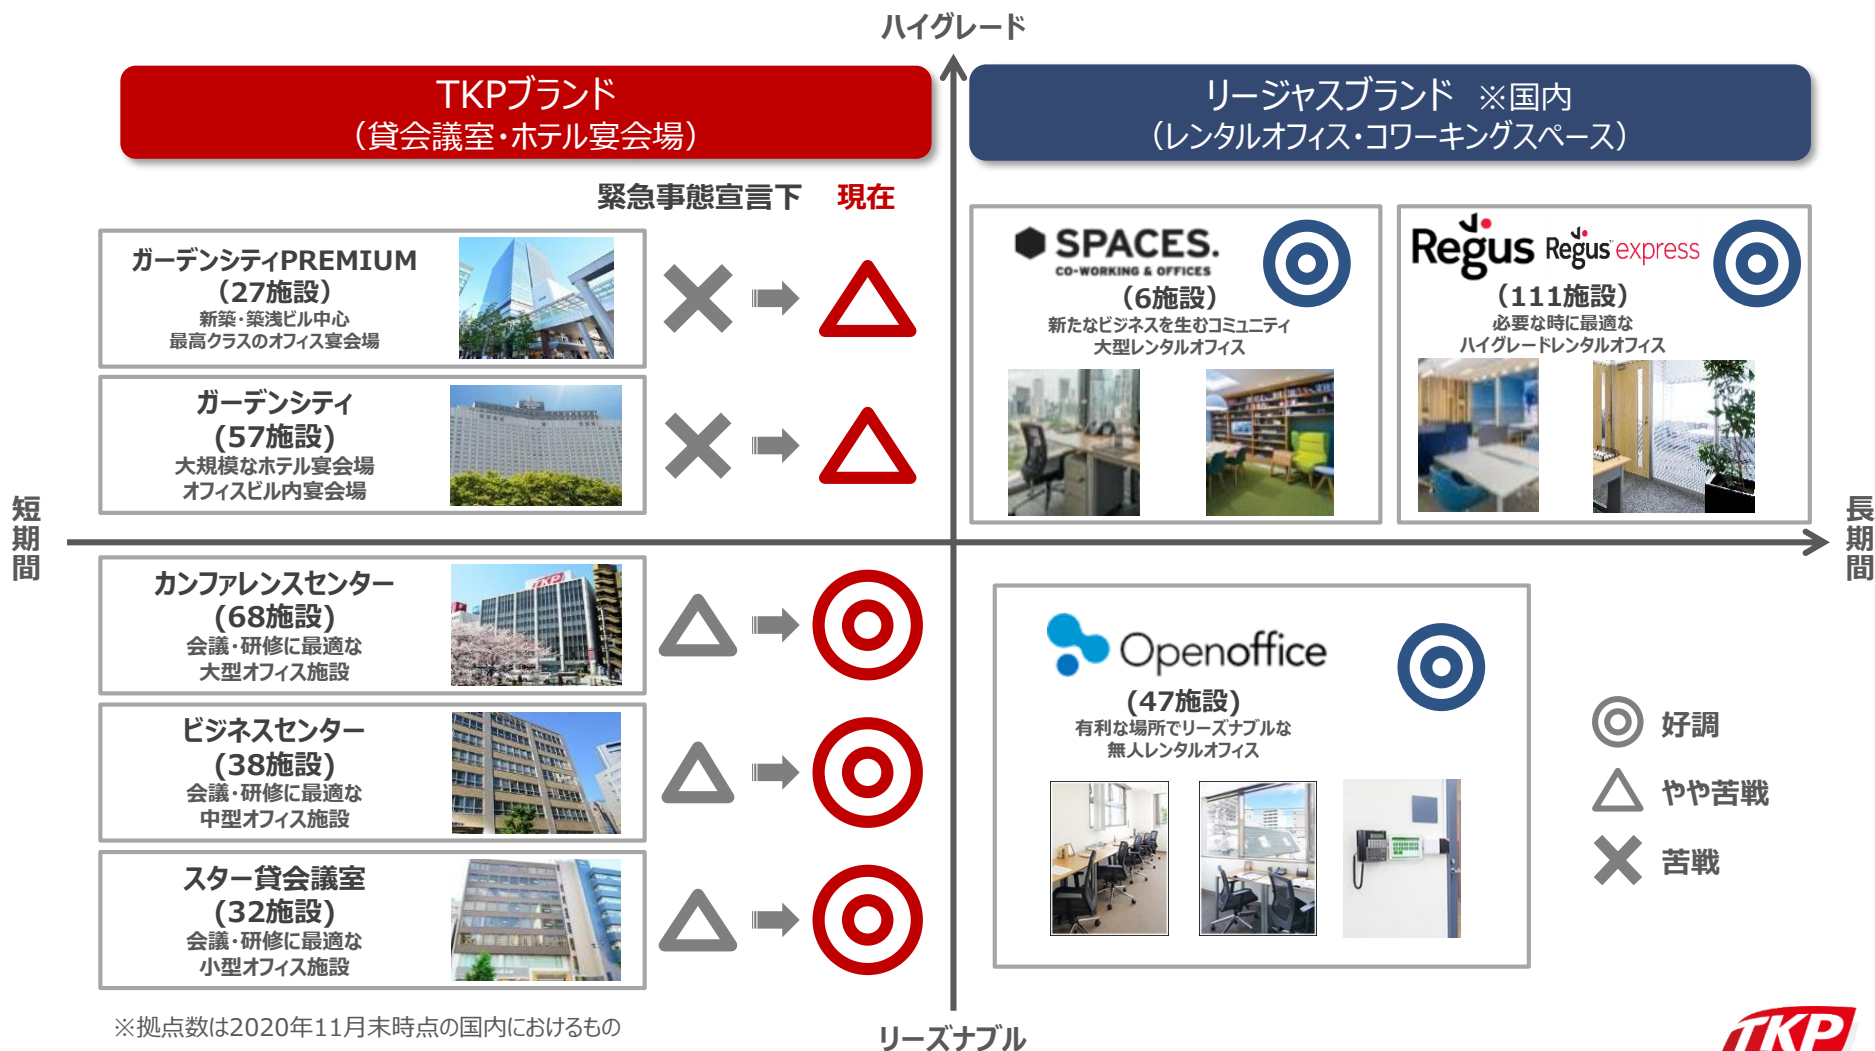 ハイグレード
TKPブランド
（貸会議室・ホテル宴会場）
リージャスブランド ※国内
（レンタルオフィス・コワーキングスペース）
緊急事態宣言下 現在
ガーデンシティPREMIUM
（27施設）
新築・築浅ビル中心
最高クラスのオフィス宴会場
ガーデンシティ
(57施設)
大規模なホテル宴会場
オフィスビル内宴会場
SPACES.
CO-WORKING & OFFICES
（6施設）
新たなビジネスを生むコミュニティ
大型レンタルオフィス
Regus Regus express
（111施設）
必要な時に最適な
ハイグレードレンタルオフィス
短期間
長期間
カンファレンスセンター
(68施設)
会議・研修に最適な
大型オフィス施設
TKP
ビジネスセンター
(38施設)
会議・研修に最適な
中型オフィス施設
スター貸会議室
(32施設)
会議・研修に最適な
小型オフィス施設
Openoffice
(47施設)
有利な場所でリーズナブルな
無人レンタルオフィス
好調
やや苦戦
苦戦
※拠点数は2020年11月末時点の国内におけるもの
リーズナブル
TKP